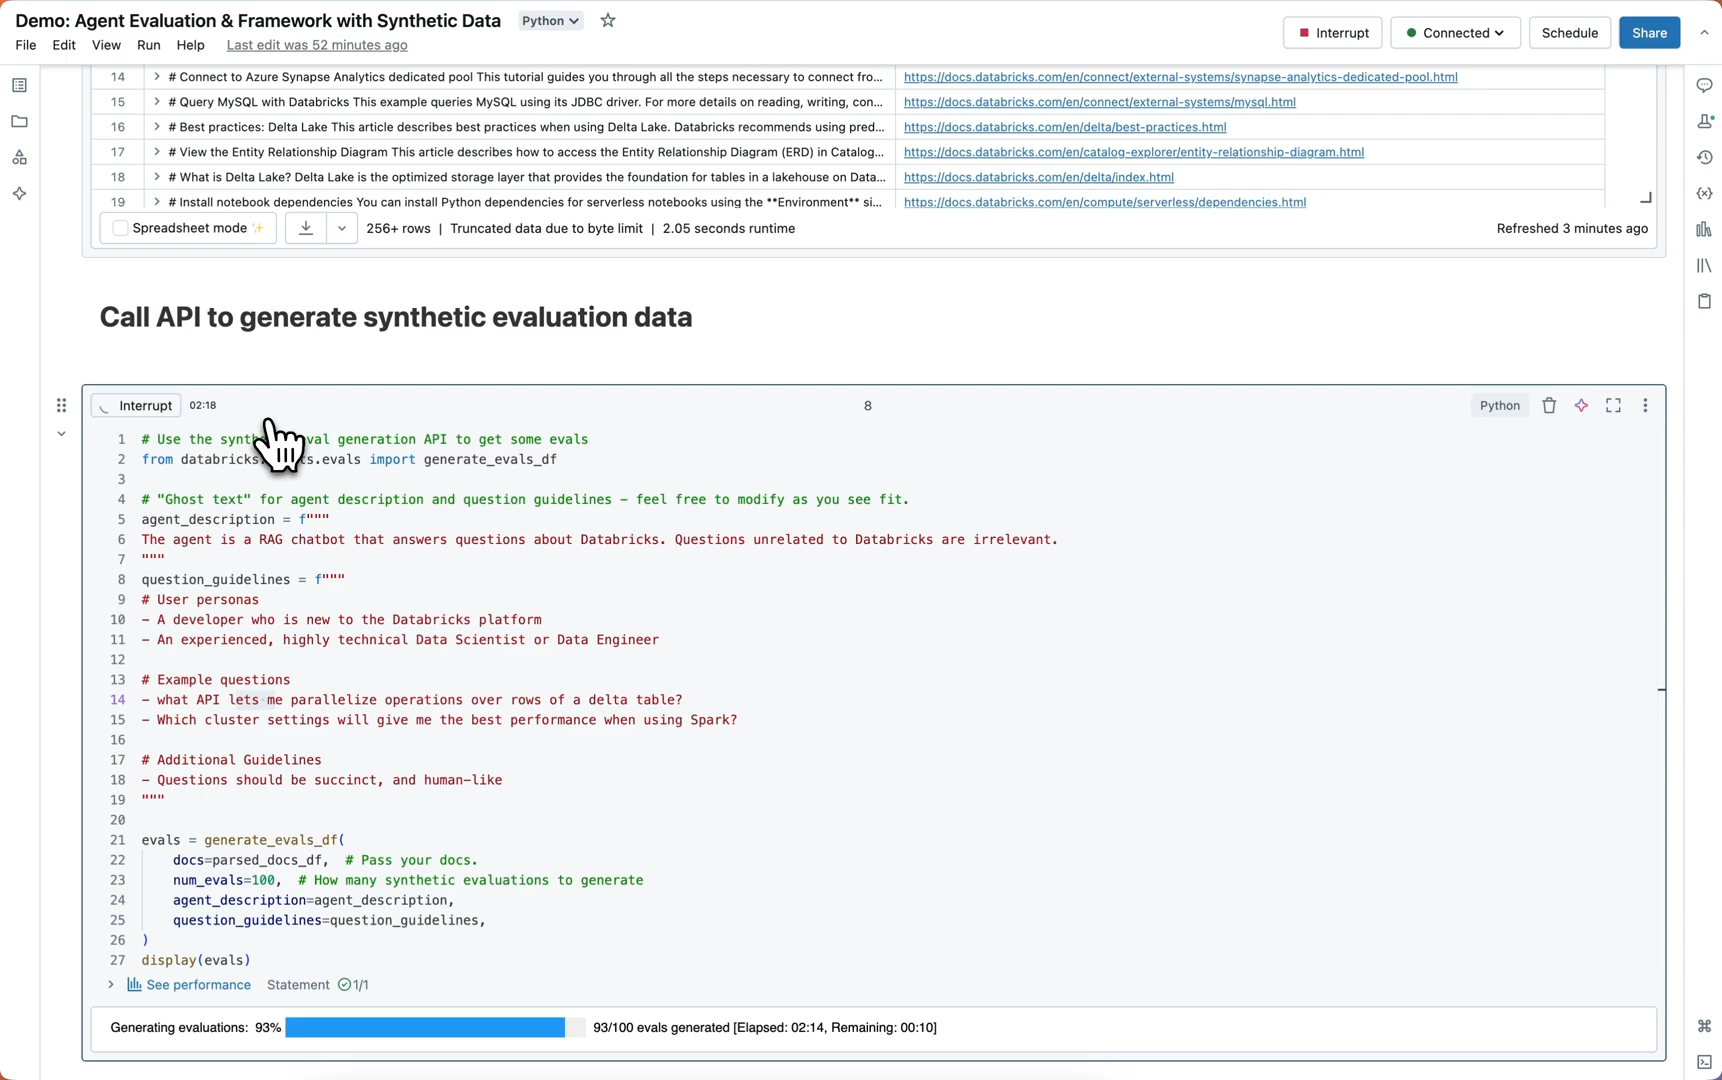 Demo: Agent Evaluation & Framework with Synthetic Data Python
Interrupt Connected Schedule Share
File Edit View Run Help Last edit was 52 minutes ago
14 # Connect to Azure Synapse Analytics dedicated pool This tutorial guides you through all the steps necessary to connect fro... https://docs.databricks.com/en/connect/external-systems/synapse-analytics-dedicated-pool.html
15 # Query MySQL with Databricks This example queries MySQL using its JDBC driver. For more details on reading, writing, con... https://docs.databricks.com/en/connect/external-systems/mysql.html
16 # Best practices: Delta Lake This article describes best practices when using Delta Lake. Databricks recommends using pred... https://docs.databricks.com/en/delta/best-practices.html
17 # View the Entity Relationship Diagram This article describes how to access the Entity Relationship Diagram (ERD) in Catalog... https://docs.databricks.com/en/catalog-explorer/entity-relationship-diagram.html
18 # What is Delta Lake? Delta Lake is the optimized storage layer that provides the foundation for tables in a lakehouse on Data... https://docs.databricks.com/en/delta/index.html
19 # Install notebook dependencies You can install Python dependencies for serverless notebooks using the **Environment** si... https://docs.databricks.com/en/compute/serverless/dependencies.html
Spreadsheet mode 256+ rows | Truncated data due to byte limit | 2.05 seconds runtime Refreshed 3 minutes ago
Call API to generate synthetic evaluation data
Interrupt 02:18 8 Python
1 # Use the synth eval generation API to get some evals
2 from databricks. s.evals import generate_evals_df
3
4 # "Ghost text" for agent description and question guidelines – feel free to modify as you see fit.
5 agent_description = f"""
6 The agent is a RAG chatbot that answers questions about Databricks. Questions unrelated to Databricks are irrelevant.
7 """
8 question_guidelines = f"""
9 # User personas
10 - A developer who is new to the Databricks platform
11 - An experienced, highly technical Data Scientist or Data Engineer
12
13 # Example questions
14 - what API lets me parallelize operations over rows of a delta table?
15 - Which cluster settings will give me the best performance when using Spark?
16
17 # Additional Guidelines
18 - Questions should be succinct, and human-like
19 """
20
21 evals = generate_evals_df(
22 docs=parsed_docs_df, # Pass your docs.
23 num_evals=100, # How many synthetic evaluations to generate
24 agent_description=agent_description,
25 question_guidelines=question_guidelines,
26 )
27 display(evals)
See performance Statement 1/1
Generating evaluations: 93% 93/100 evals generated [Elapsed: 02:14, Remaining: 00:10]